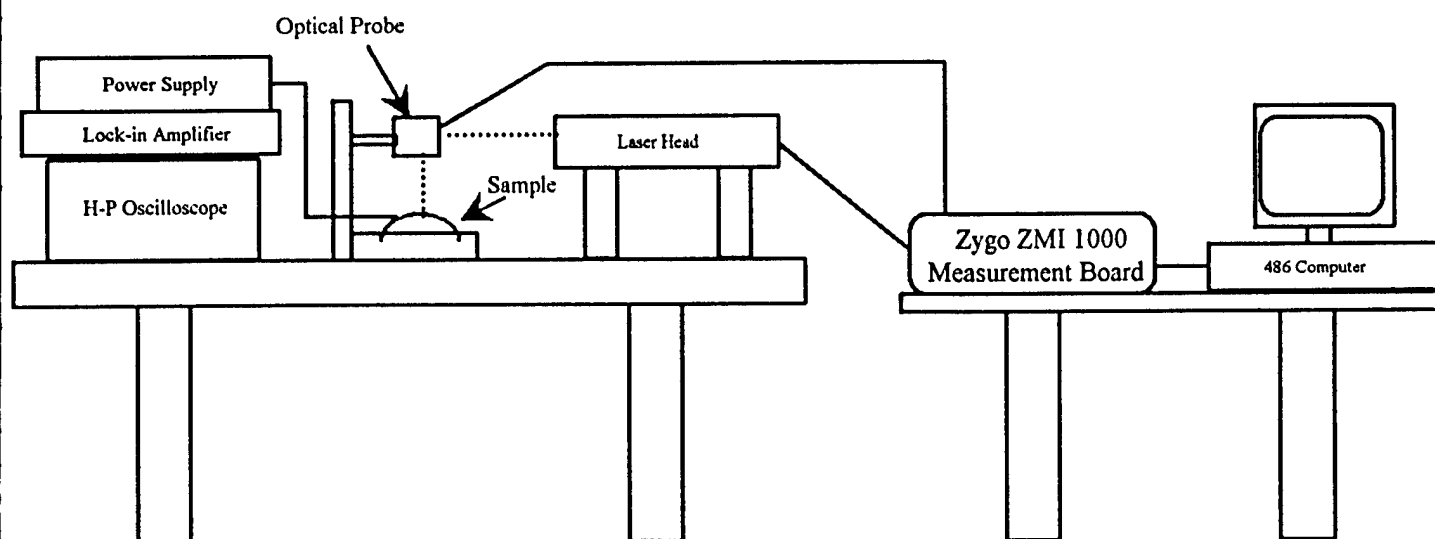 Optical Probe
Power Supply
Lock-in Amplifier
H-P Oscilloscope
Laser Head
Sample
Zygo ZMI 1000
Measurement Board
486 Computer